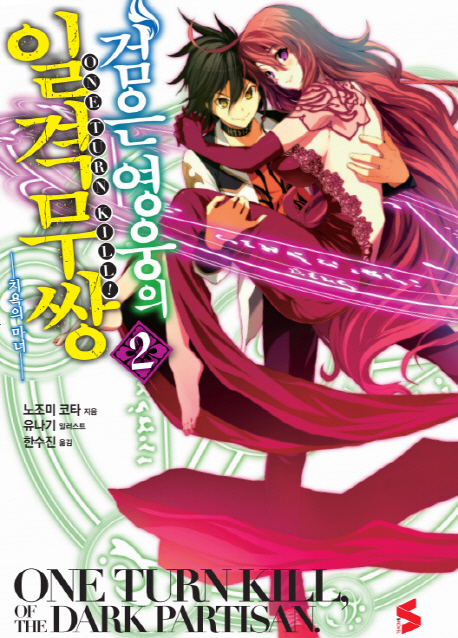 검은 영웅의
일격무쌍
ONE TURN KILL!
2
—치욕의 마녀—
노조미 코타 지음
유나기 일러스트
한수진 옮김
ONE TURN KILL,
OF THE DARK PARTISAN.
S